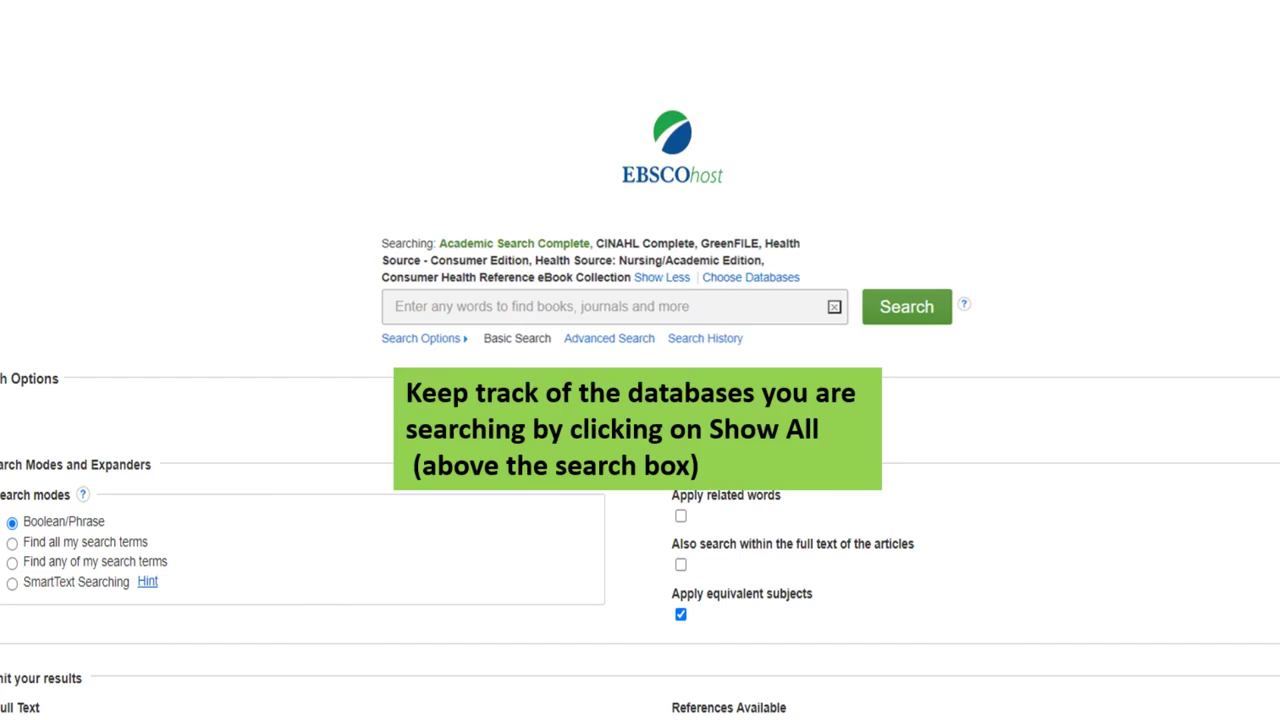 EBSCOhost
Searching: Academic Search Complete, CINAHL Complete, GreenFILE, Health
Source - Consumer Edition, Health Source: Nursing/Academic Edition,
Consumer Health Reference eBook Collection Show Less | Choose Databases
Enter any words to find books, journals and more
Search
?
Search Options Basic Search Advanced Search Search History
h Options
Keep track of the databases you are
searching by clicking on Show All
(above the search box)
arch Modes and Expanders
earch modes ?
Boolean/Phrase
Find all my search terms
Find any of my search terms
SmartText Searching Hint
Apply related words
Also search within the full text of the articles
Apply equivalent subjects
nit your results
ull Text
References Available